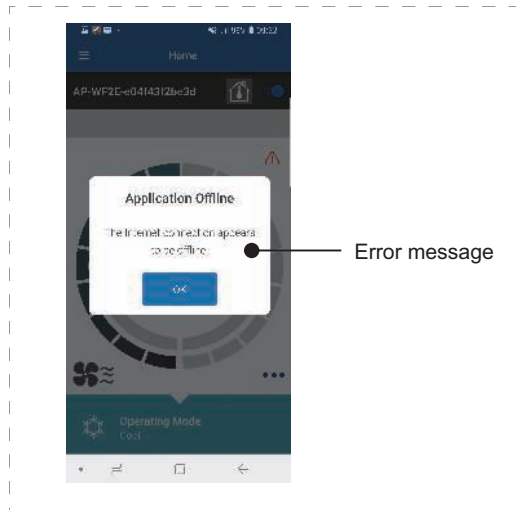 Home
AP-WF2E-e04f43f2be3d
Application Offline
The Internet connection appears
to be offline
OK
Error message
Operating Mode
Cool